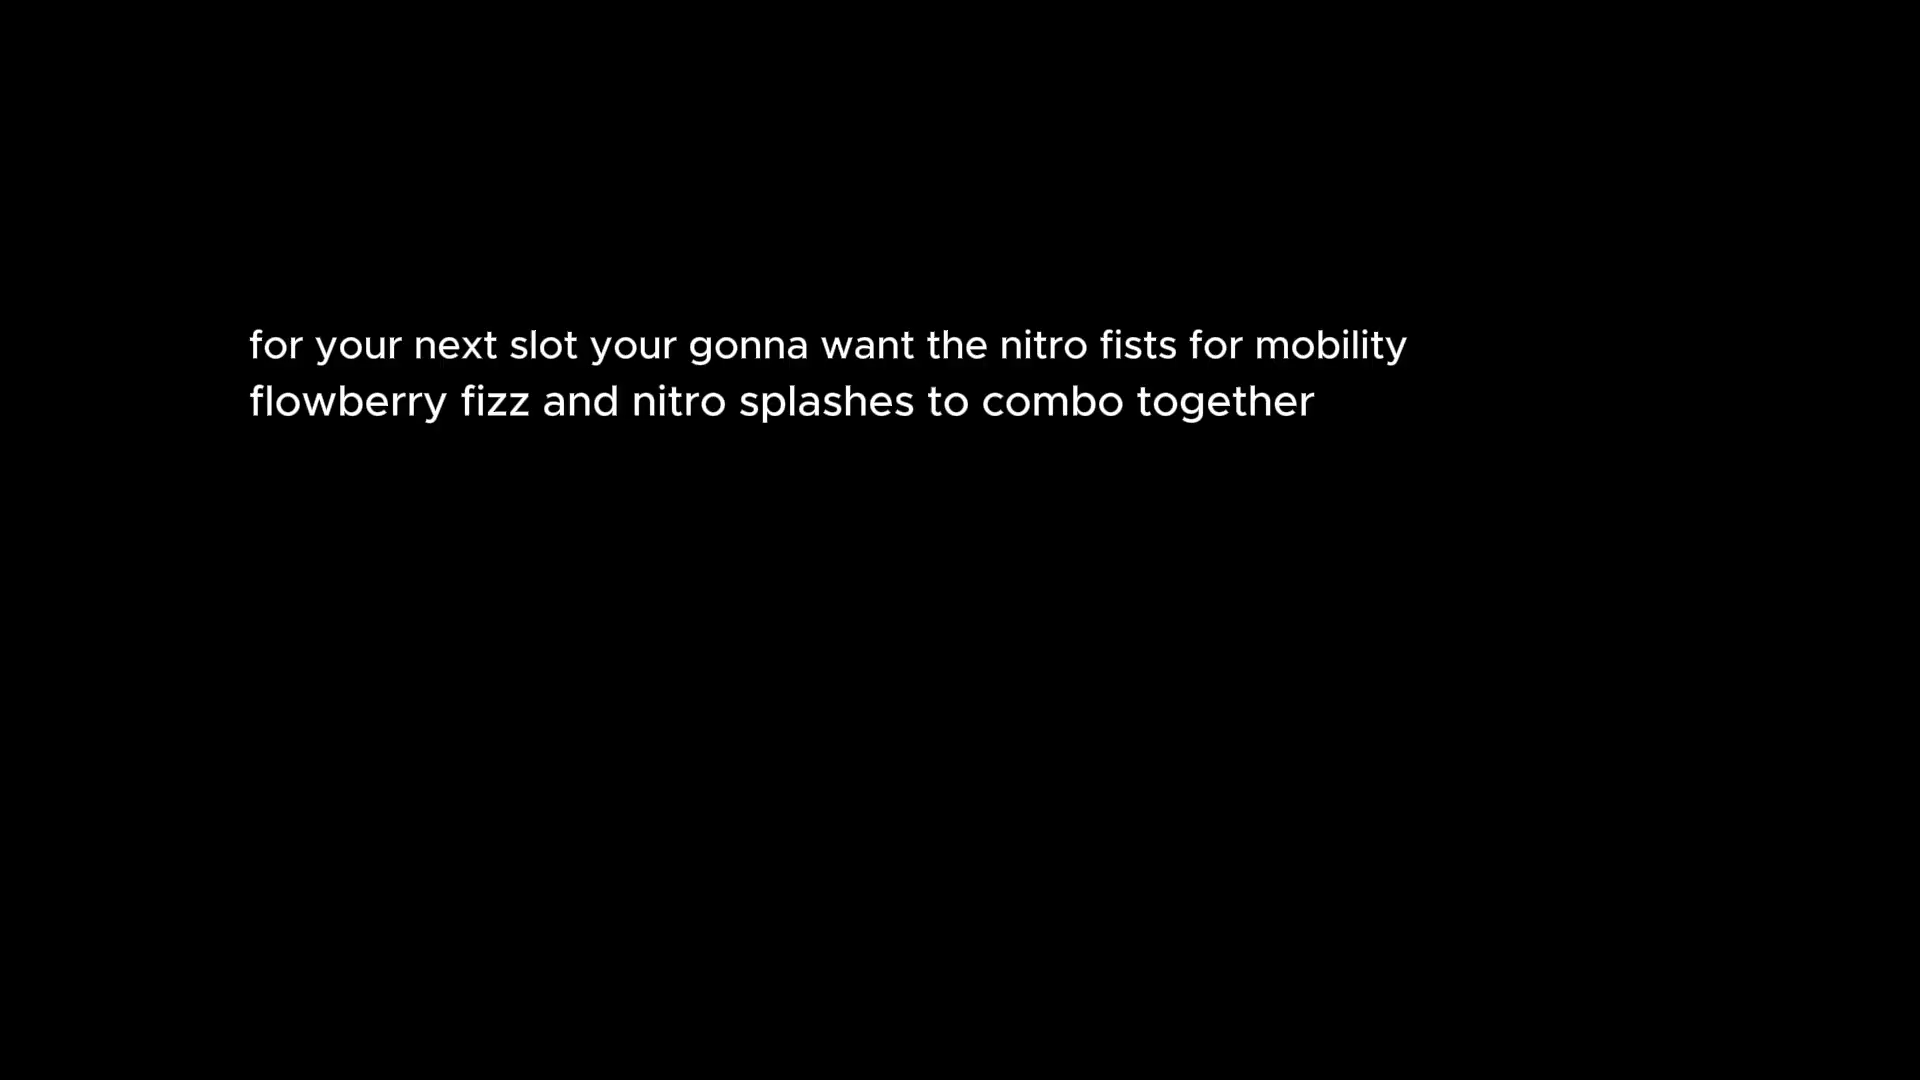 for your next slot your gonna want the nitro fists for mobility
flowberry fizz and nitro splashes to combo together